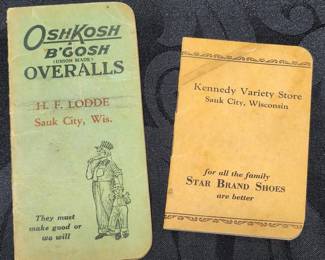 OSHKOSH
B'GOSH
(UNION MADE)
OVERALLS
H. F. LODDE
Sauk City, Wis.
They must
make good or
we will
Kennedy Variety Store
Sauk City, Wisconsin
for all the family
STAR BRAND SHOES
are better